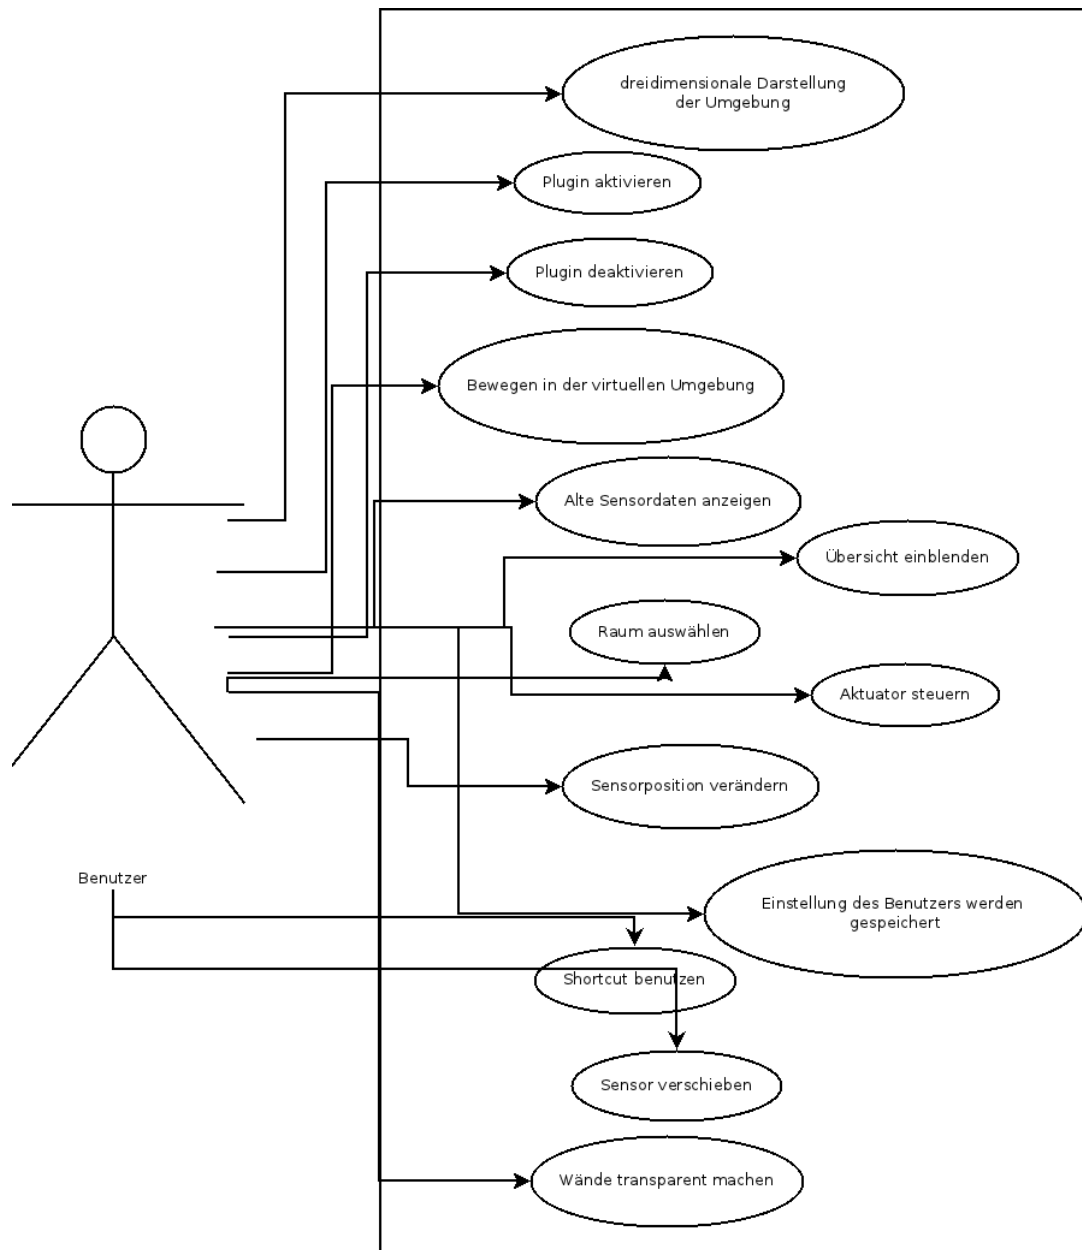 dreidimensionale Darstellung
der Umgebung
Plugin aktivieren
Plugin deaktivieren
Bewegen in der virtuellen Umgebung
Alte Sensordaten anzeigen
Übersicht einblenden
Raum auswählen
Aktuator steuern
Sensorposition verändern
Benutzer
Einstellung des Benutzers werden
gespeichert
Shortcut benutzen
Sensor verschieben
Wände transparent machen